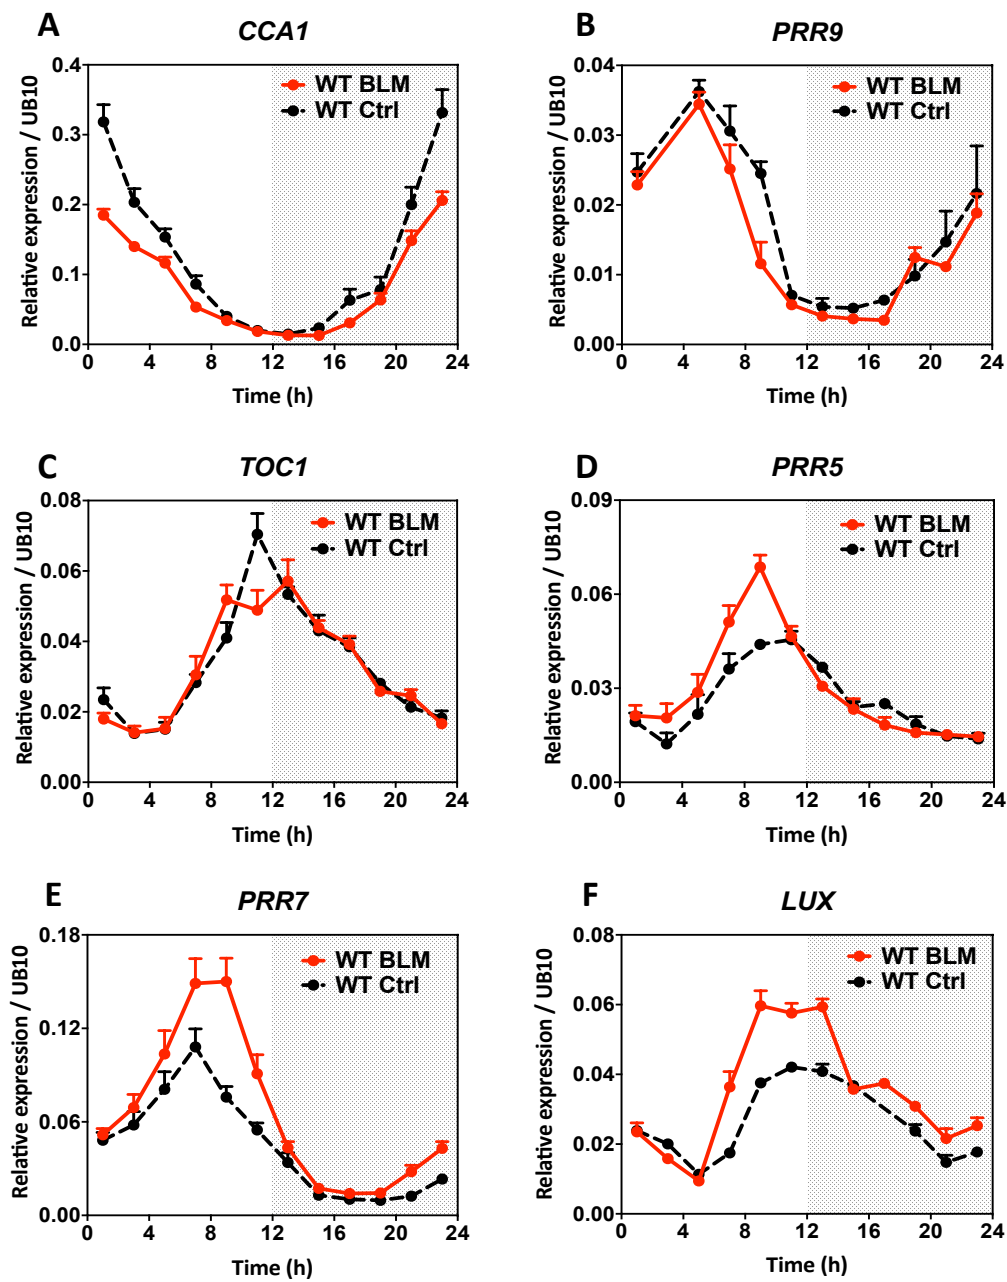 A
CCA1
WT BLM
WT Ctrl
Relative expression / UB10
0.4
0.3
0.2
0.1
0.0
0 4 8 12 16 20 24
Time (h)
B
PRR9
WT BLM
WT Ctrl
Relative expression / UB10
0.04
0.03
0.02
0.01
0.00
0 4 8 12 16 20 24
Time (h)
C
TOC1
WT BLM
WT Ctrl
Relative expression / UB10
0.08
0.06
0.04
0.02
0.00
0 4 8 12 16 20 24
Time (h)
D
PRR5
WT BLM
WT Ctrl
Relative expression / UB10
0.09
0.06
0.03
0.00
0 4 8 12 16 20 24
Time (h)
E
PRR7
WT BLM
WT Ctrl
Relative expression / UB10
0.18
0.12
0.06
0.00
0 4 8 12 16 20 24
Time (h)
F
LUX
WT BLM
WT Ctrl
Relative expression / UB10
0.08
0.06
0.04
0.02
0.00
0 4 8 12 16 20 24
Time (h)